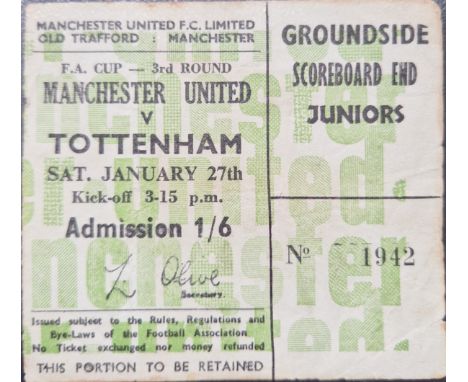 MANCHESTER UNITED F.C. LIMITED
OLD TRAFFORD : MANCHESTER
F.A. CUP — 3rd ROUND
MANCHESTER UNITED
V
TOTTENHAM
SAT. JANUARY 27th
Kick-off 3-15 p.m.
Admission 1/6
L Olive
Secretary.
Issued subject to the Rules, Regulations and
Bye-Laws of the Football Association.
No Ticket exchanged nor money refunded
THIS PORTION TO BE RETAINED
GROUNDSIDE
SCOREBOARD END
JUNIORS
Nº 1942